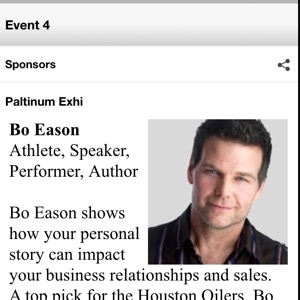 Event 4
Sponsors
Paltinum Exhi
Bo Eason
Athlete, Speaker,
Performer, Author
Bo Eason shows
how your personal
story can impact
your business relationships and sales.
A top pick for the Houston Oilers, Bo